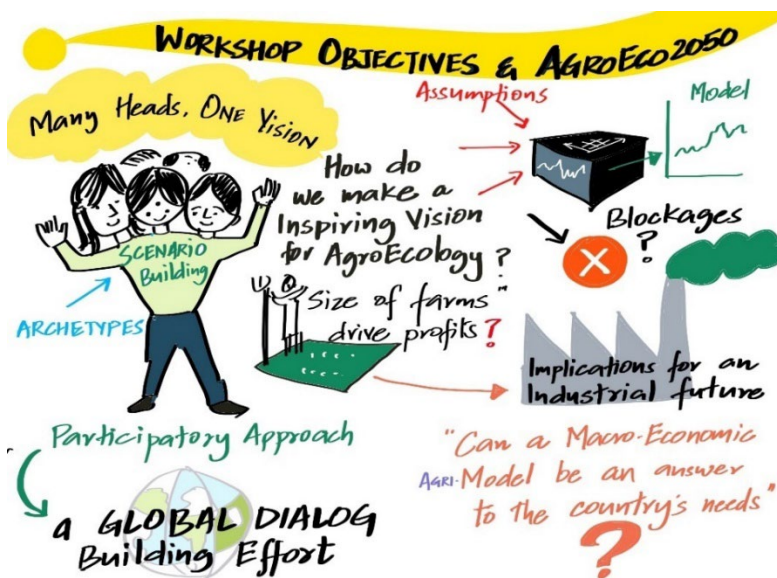 WORKSHOP OBJECTIVES & AGROECO2050
MANY HEADS, ONE VISION
SCENARIO
Building
ARCHETYPES
Participatory Approach
a GLOBAL DIALOG
Building Effort
How do
we make a
Inspiring Vision
for AgroEcology?
Size of farms"
drive profits?
Assumptions
Model
Blockages
?
Implications for an
Industrial future
"Can a Macro-Economic
AGRI-Model be an answer
to the country's needs"
?